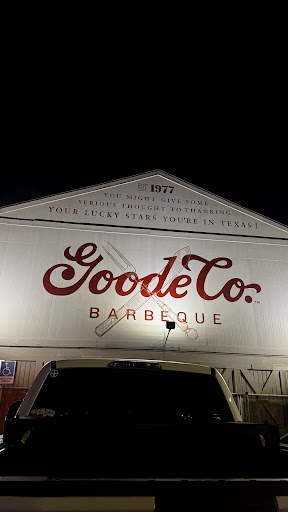 1977
YOU MIGHT GIVE SOME
SERIOUS THOUGHT TO THANKING
YOUR LUCKY STARS YOU'RE IN TEXAS!
Goode Co.™
BARBEQUE